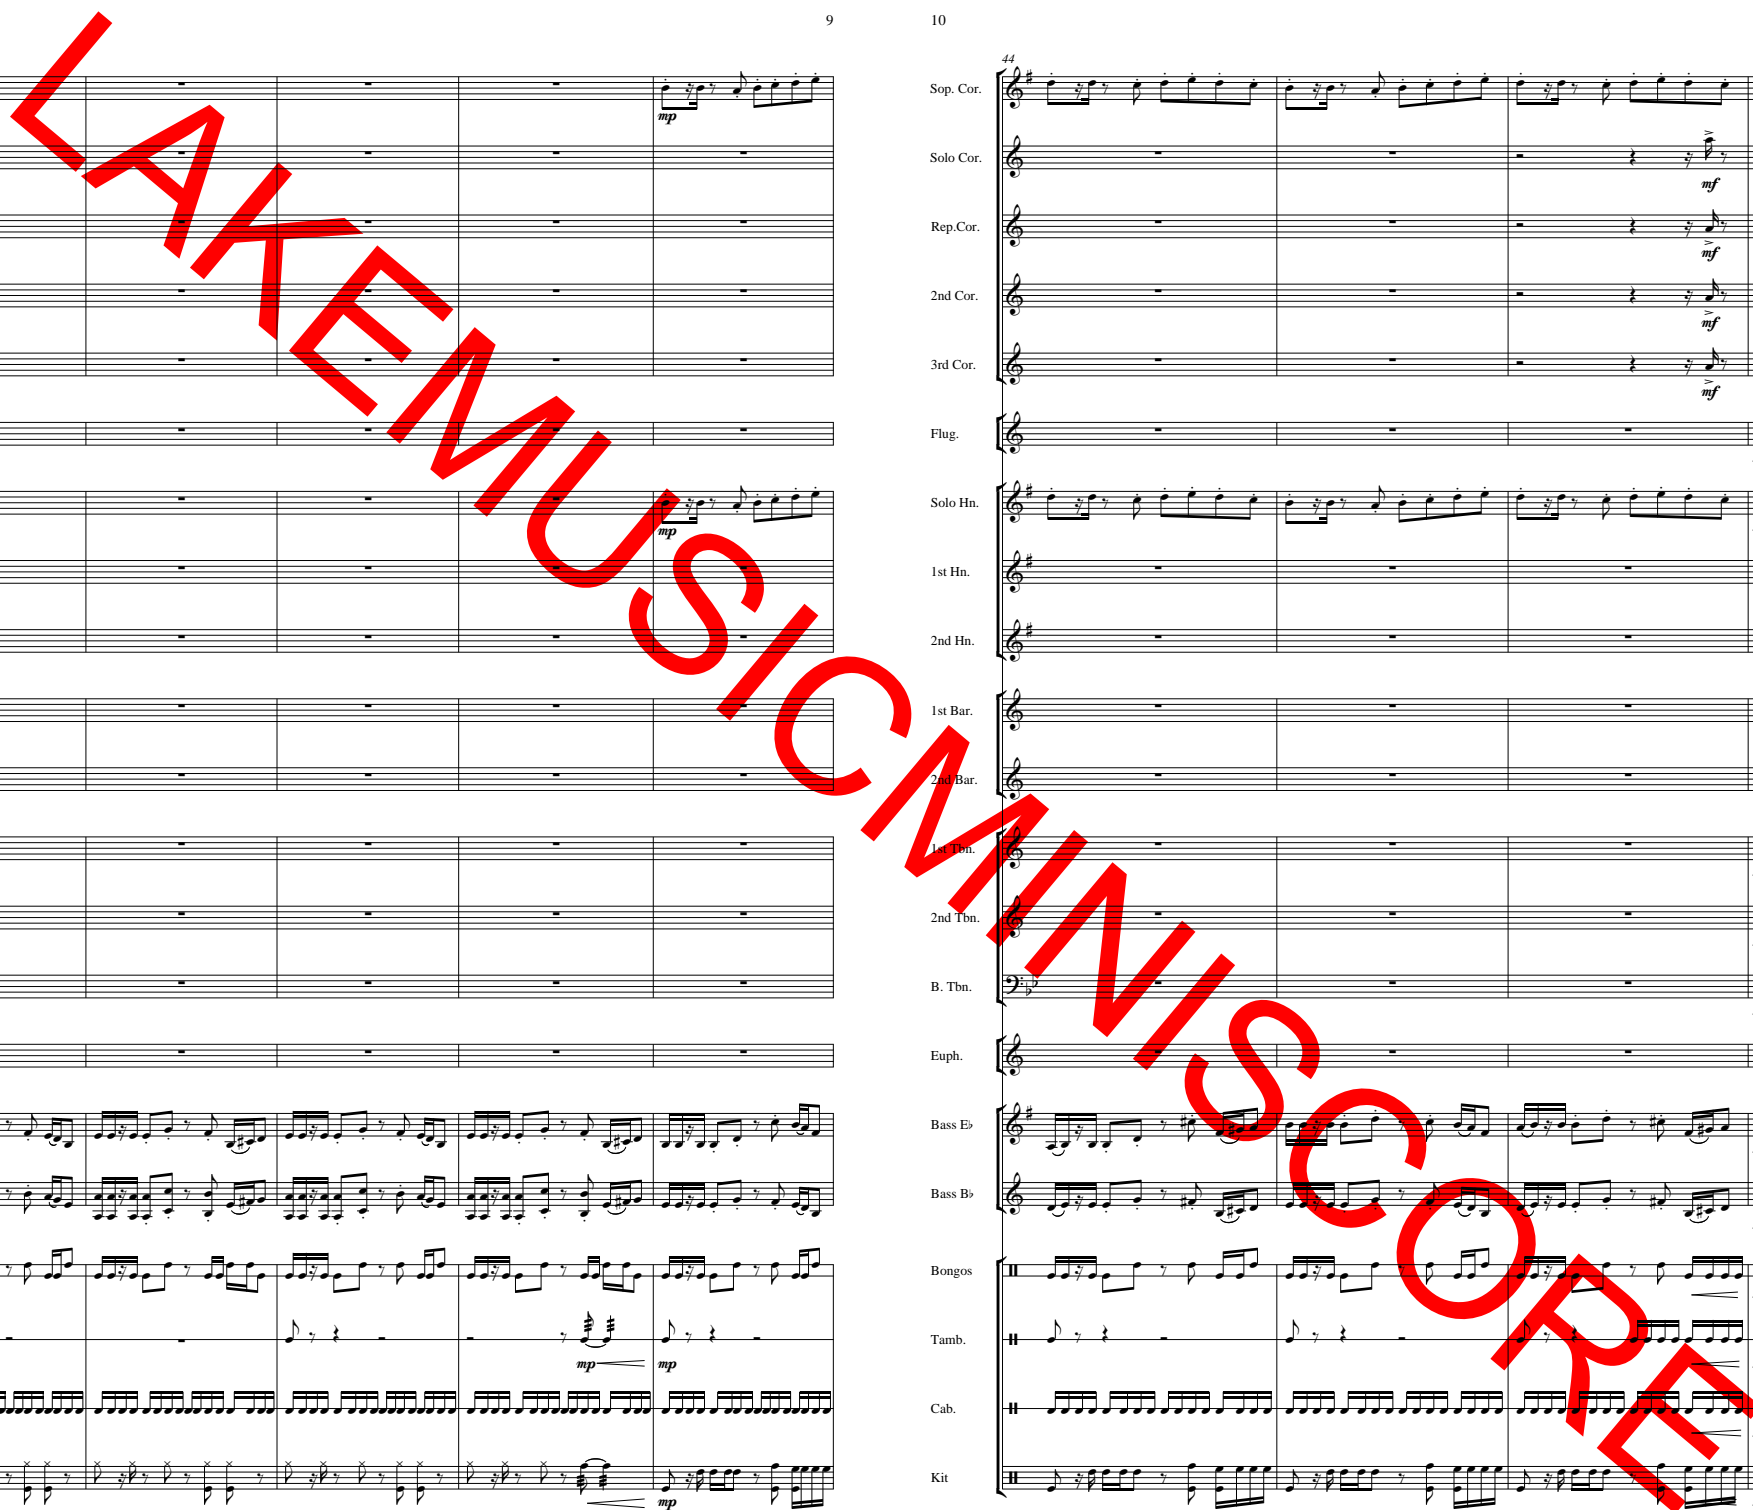 9
10
44
Sop. Cor.
mp
Solo Cor.
mf
Rep.Cor.
mf
2nd Cor.
mf
3rd Cor.
mf
Flug.
Solo Hn.
mp
1st Hn.
2nd Hn.
1st Bar.
2nd Bar.
1st Tbn.
2nd Tbn.
B. Tbn.
Euph.
Bass E♭
Bass B♭
Bongos
Tamb.
mp mp
Cab.
Kit
mp
LAKEMUSICMINISCORE